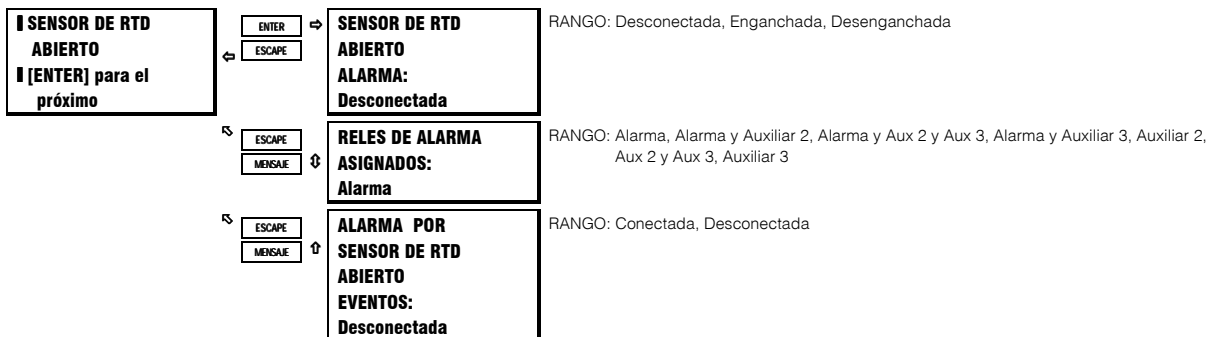 SENSOR DE RTD
ABIERTO
[ENTER] para el
próximo
ENTER
ESCAPE
SENSOR DE RTD
ABIERTO
ALARMA:
Desconectada
RANGO: Desconectada, Enganchada, Desenganchada
ESCAPE
MENSAJE
RELES DE ALARMA
ASIGNADOS:
Alarma
RANGO: Alarma, Alarma y Auxiliar 2, Alarma y Aux 2 y Aux 3, Alarma y Auxiliar 3, Auxiliar 2,
Aux 2 y Aux 3, Auxiliar 3
ESCAPE
MENSAJE
ALARMA POR
SENSOR DE RTD
ABIERTO
EVENTOS:
Desconectada
RANGO: Conectada, Desconectada